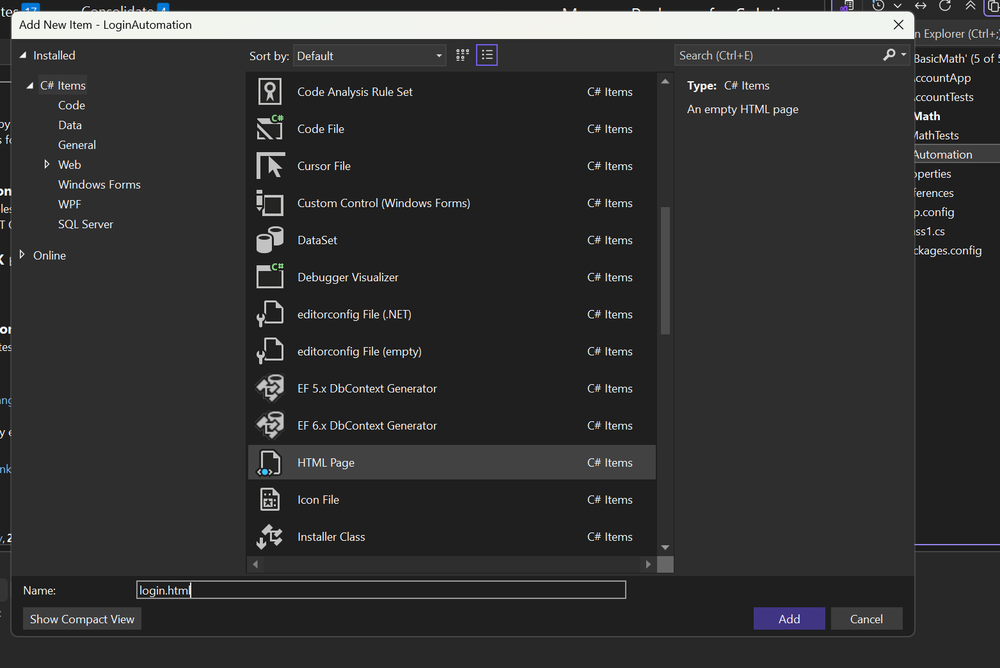 17
Consolidate 4
Add New Item - LoginAutomation
Installed
C# Items
Code
Data
General
Web
Windows Forms
WPF
SQL Server
Online
Sort by: Default
Code Analysis Rule Set C# Items
Code File C# Items
Cursor File C# Items
Custom Control (Windows Forms) C# Items
DataSet C# Items
Debugger Visualizer C# Items
editorconfig File (.NET) C# Items
editorconfig File (empty) C# Items
EF 5.x DbContext Generator C# Items
EF 6.x DbContext Generator C# Items
HTML Page C# Items
Icon File C# Items
Installer Class C# Items
Search (Ctrl+E)
Type: C# Items
An empty HTML page
Name: login.html
Show Compact View
Add
Cancel
Explorer (Ctrl+;)
BasicMath' (5 of 5
ccountApp
ccountTests
Math
MathTests
Automation
perties
ferences
p.config
ss1.cs
ckages.config